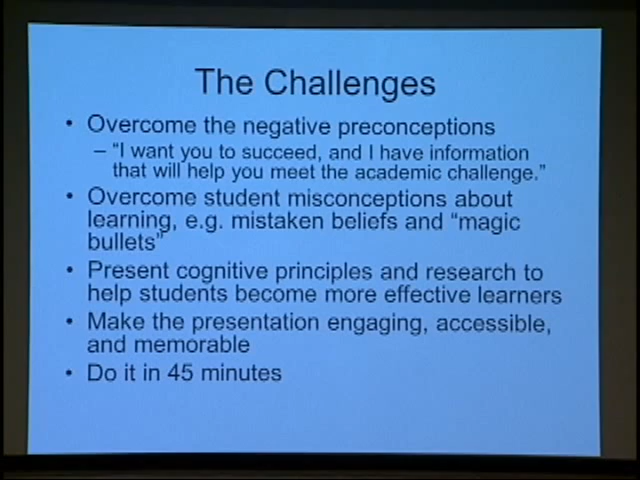 The Challenges
• Overcome the negative preconceptions
– “I want you to succeed, and I have information
that will help you meet the academic challenge.”
• Overcome student misconceptions about
learning, e.g. mistaken beliefs and “magic
bullets”
• Present cognitive principles and research to
help students become more effective learners
• Make the presentation engaging, accessible,
and memorable
• Do it in 45 minutes